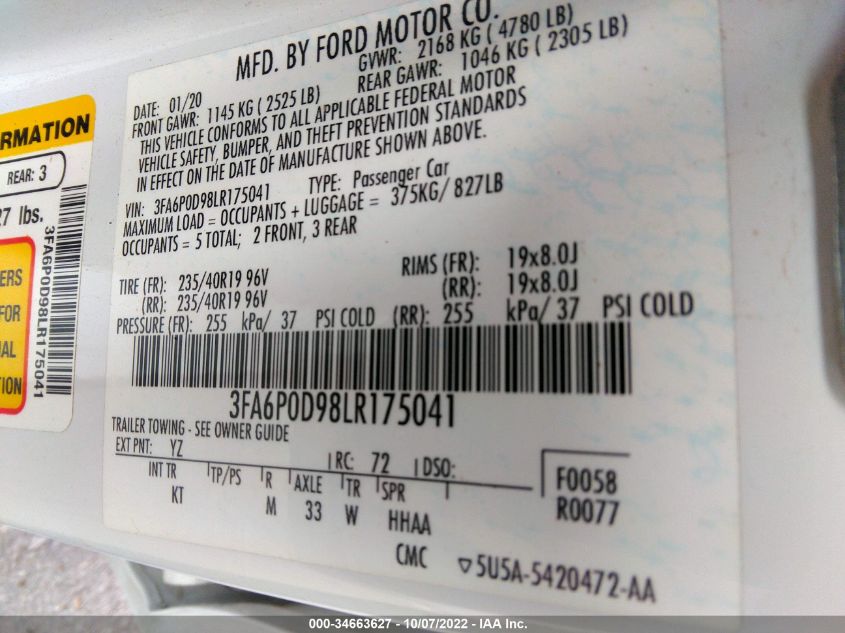 MFD. BY FORD MOTOR CO.
DATE: 01/20 GVWR: 2168 KG ( 4780 LB)
FRONT GAWR: 1145 KG ( 2525 LB) REAR GAWR: 1046 KG ( 2305 LB)
THIS VEHICLE CONFORMS TO ALL APPLICABLE FEDERAL MOTOR
VEHICLE SAFETY, BUMPER, AND THEFT PREVENTION STANDARDS
IN EFFECT ON THE DATE OF MANUFACTURE SHOWN ABOVE.
VIN: 3FA6P0D98LR175041 TYPE: Passenger Car
MAXIMUM LOAD = OCCUPANTS + LUGGAGE = 375KG/ 827LB
OCCUPANTS = 5 TOTAL; 2 FRONT, 3 REAR
TIRE (FR): 235/40R19 96V RIMS (FR): 19x8.0J
(RR): 235/40R19 96V (RR): 19x8.0J
PRESSURE (FR): 255 kPa/ 37 PSI COLD (RR): 255 kPa/ 37 PSI COLD
3FA6P0D98LR175041
TRAILER TOWING - SEE OWNER GUIDE
EXT PNT: YZ RC: 72 DSO:
INT TR TP/PS R AXLE TR SPR
KT M 33 W HHAA
CMC
F0058
R0077
5U5A-5420472-AA
RMATION
REAR: 3
27 lbs.
3FA6P0D98LR175041
ERS
FOR
AL
ION
000-34663627 - 10/07/2022 - IAA Inc.